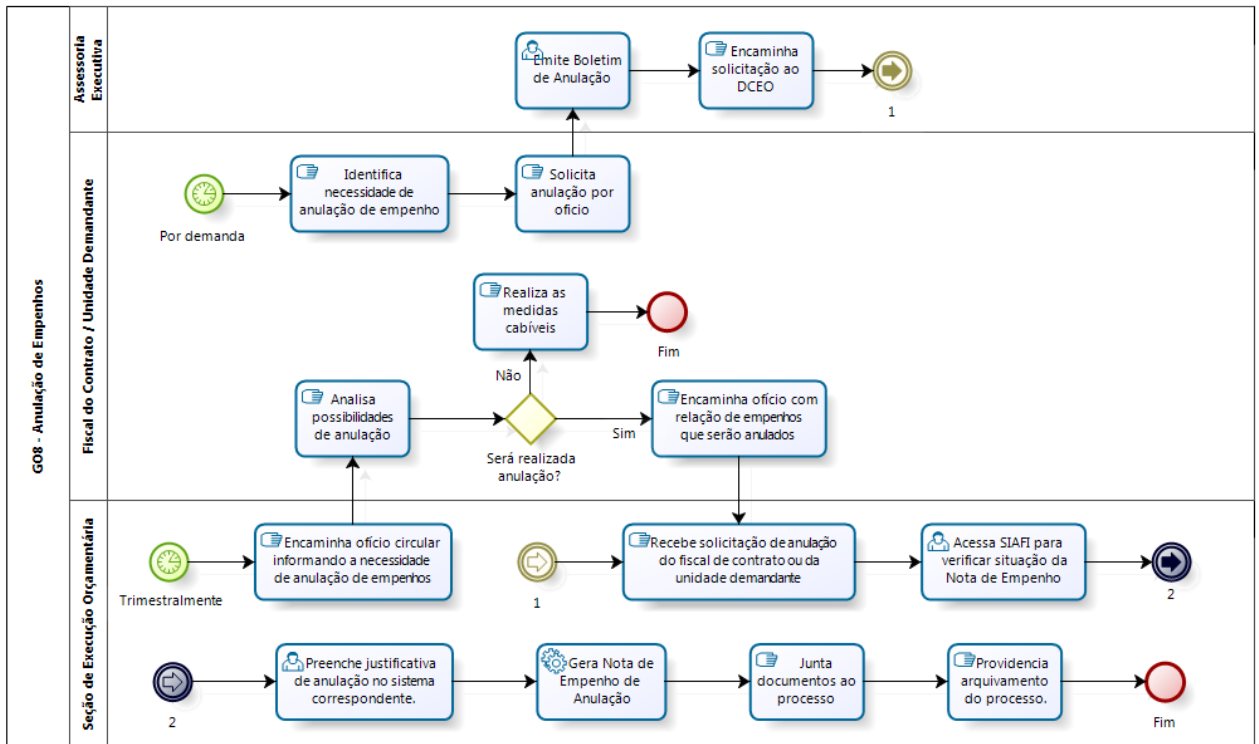 G08 - Anulação de Empenhos
Assessoria
Executiva
Emite Boletim
de Anulação
Encaminha
solicitação ao
DCEO
1
Fiscal do Contrato / Unidade Demandante
Por demanda
Identifica
necessidade de
anulação de empenho
Solicita
anulação por
oficio
Realiza as
medidas
cabíveis
Fim
Não
Analisa
possibilidades
de anulação
Será realizada
anulação?
Sim
Encaminha ofício com
relação de empenhos
que serão anulados
Seção de Execução Orçamentária
Trimestralmente
Encaminha ofício circular
informando a necessidade
de anulação de empenhos
1
Recebe solicitação de anulação
do fiscal de contrato ou da
unidade demandante
Acessa SIAFI para
verificar situação da
Nota de Empenho
2
2
Preenche justificativa
de anulação no sistema
correspondente.
Gera Nota de
Empenho de
Anulação
Junta
documentos ao
processo
Providencia
arquivamento
do processo.
Fim